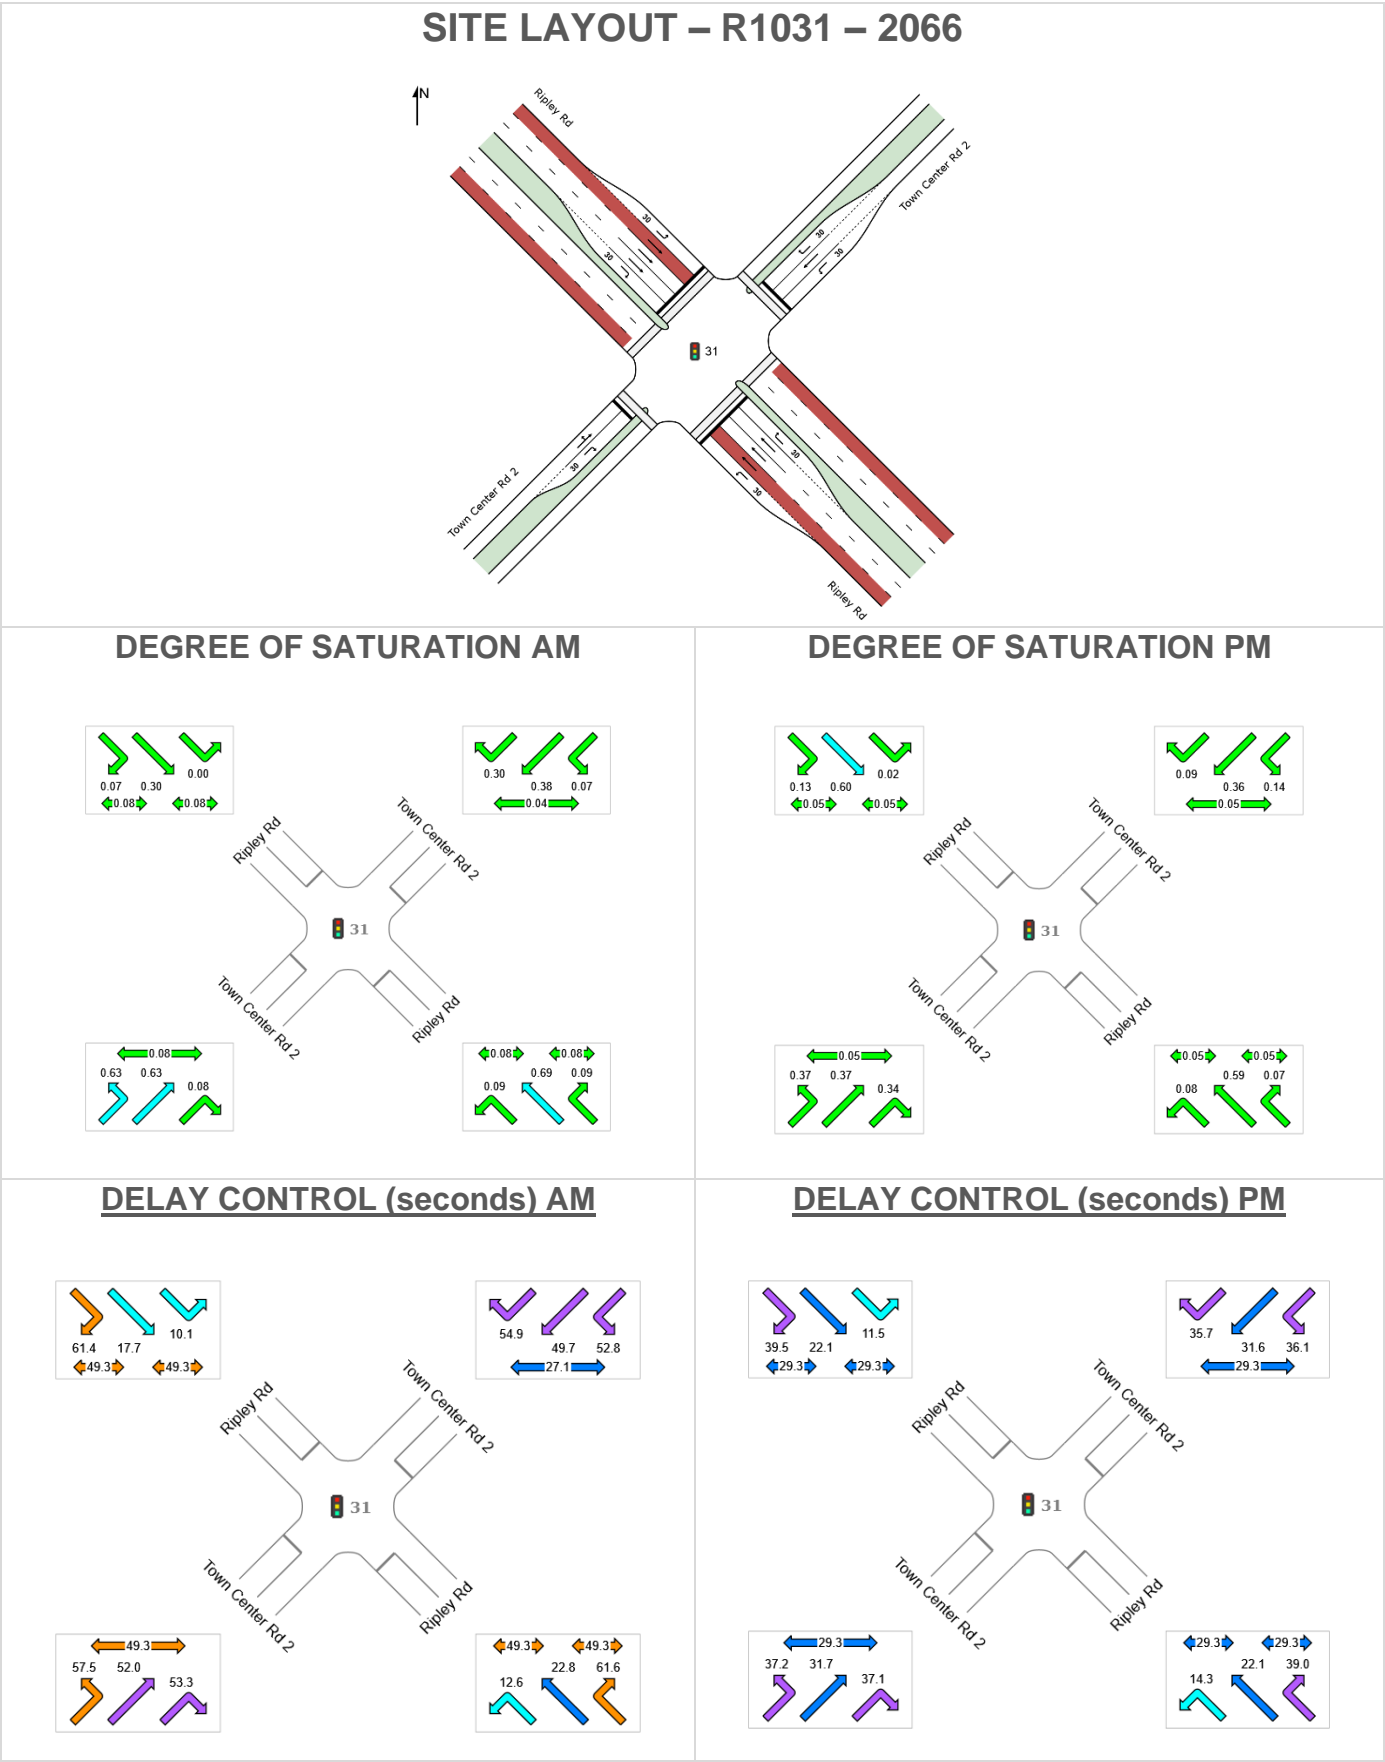 SITE LAYOUT – R1031 – 2066
N
Ripley Rd
Town Center Rd 2
30
30
30
30
31
30
30
30
Town Center Rd 2
Ripley Rd
DEGREE OF SATURATION AM
0.07 0.30 0.00
0.08 0.08
0.30 0.38 0.07
0.04
Ripley Rd
Town Center Rd 2
31
Town Center Rd 2
Ripley Rd
0.08
0.63 0.63 0.08
0.08 0.08
0.09 0.69 0.09
DEGREE OF SATURATION PM
0.13 0.60 0.02
0.05 0.05
0.09 0.36 0.14
0.05
Ripley Rd
Town Center Rd 2
31
Town Center Rd 2
Ripley Rd
0.05
0.37 0.37 0.34
0.05 0.05
0.08 0.59 0.07
DELAY CONTROL (seconds) AM
61.4 17.7 10.1
49.3 49.3
54.9 49.7 52.8
27.1
Ripley Rd
Town Center Rd 2
31
Town Center Rd 2
Ripley Rd
49.3
57.5 52.0 53.3
49.3 49.3
12.6 22.8 61.6
DELAY CONTROL (seconds) PM
39.5 22.1 11.5
29.3 29.3
35.7 31.6 36.1
29.3
Ripley Rd
Town Center Rd 2
31
Town Center Rd 2
Ripley Rd
29.3
37.2 31.7 37.1
29.3 29.3
14.3 22.1 39.0